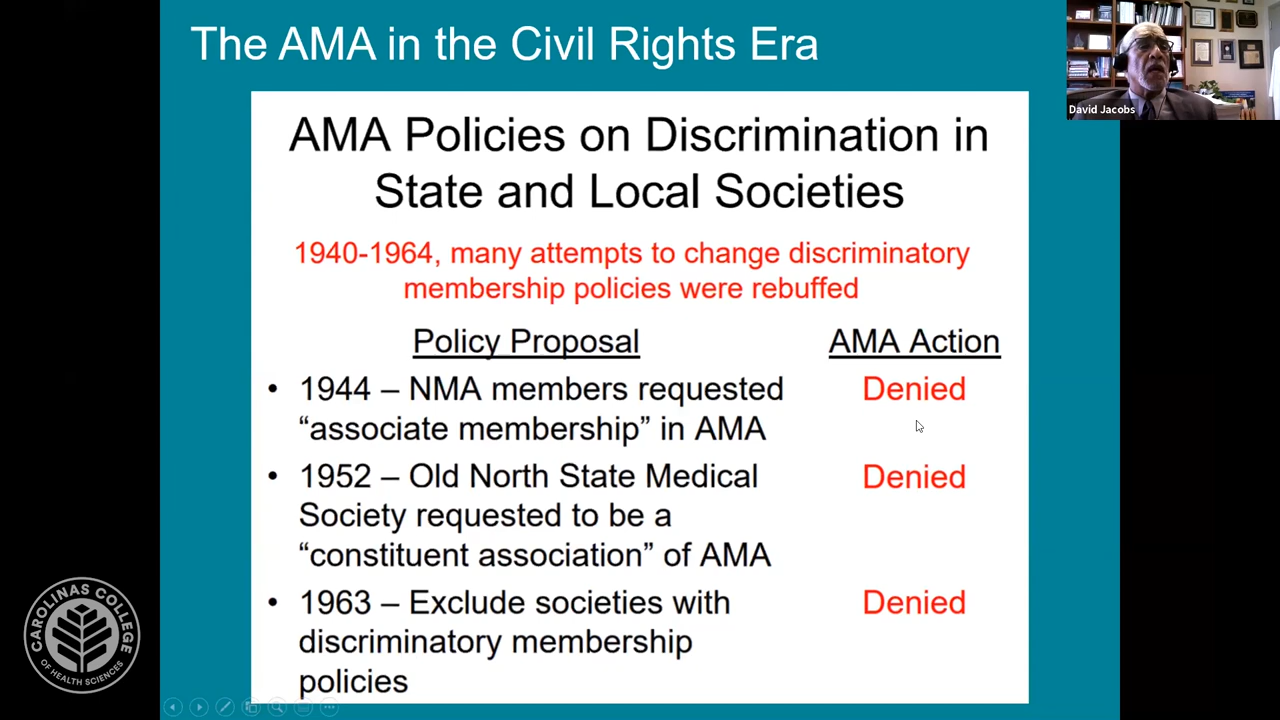 The AMA in the Civil Rights Era
David Jacobs
AMA Policies on Discrimination in
State and Local Societies
1940-1964, many attempts to change discriminatory
membership policies were rebuffed
Policy Proposal AMA Action
• 1944 – NMA members requested Denied
“associate membership” in AMA
• 1952 – Old North State Medical Denied
Society requested to be a
“constituent association” of AMA
• 1963 – Exclude societies with Denied
discriminatory membership
policies
CAROLINAS COLLEGE
OF HEALTH SCIENCES